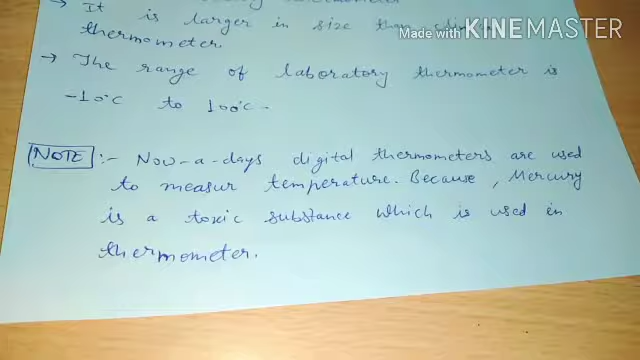 → It is larger in size than
thermometer.
→ The range of laboratory thermometer is
-10°C to 100°C.
NOTE :- Now-a-days digital thermometers are used
to measur temperature. Because, Mercury
is a toxic substance which is used in
thermometer.
Made with KINEMASTER